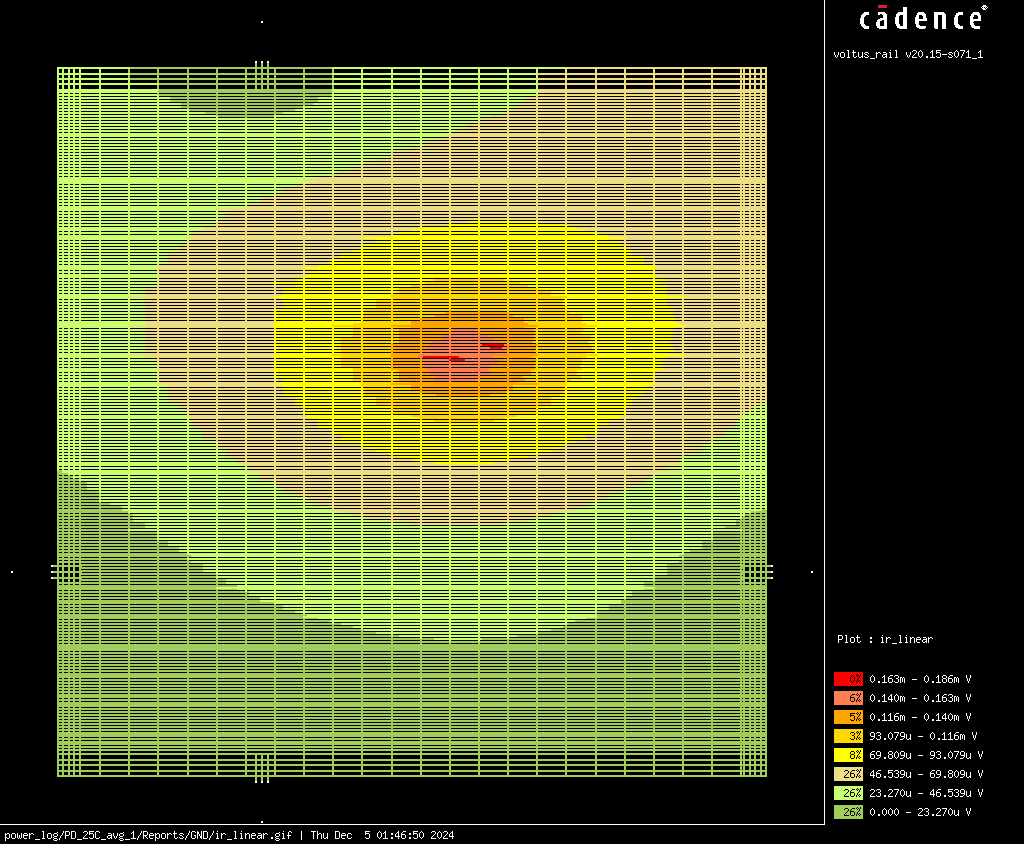 cādence®
voltus_rail v20.15-s071_1
Plot : ir_linear
0% 0.163m - 0.186m V
6% 0.140m - 0.163m V
5% 0.116m - 0.140m V
3% 93.079u - 0.116m V
8% 69.809u - 93.079u V
26% 46.539u - 69.809u V
26% 23.270u - 46.539u V
26% 0.000 - 23.270u V
power_log/PD_25C_avg_1/Reports/GND/ir_linear.gif | Thu Dec  5 01:46:50 2024